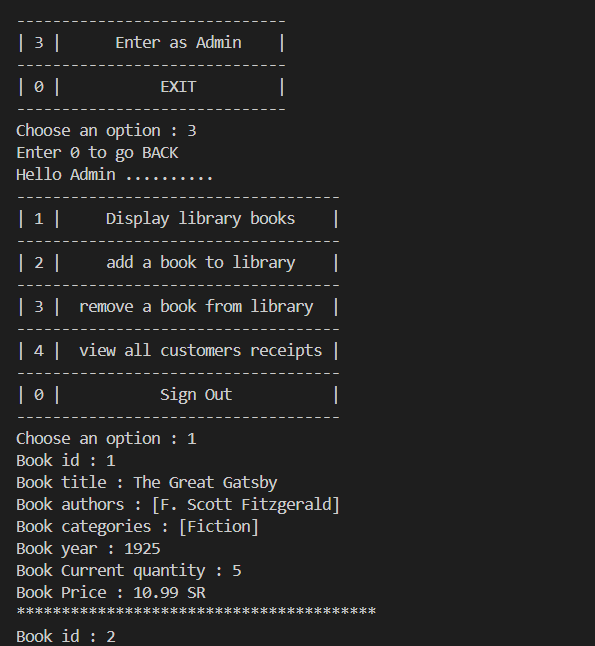 ------------------------------
| 3 |      Enter as Admin    |
------------------------------
| 0 |           EXIT         |
------------------------------
Choose an option : 3
Enter 0 to go BACK
Hello Admin ..........
------------------------------------
| 1 |     Display library books    |
------------------------------------
| 2 |     add a book to library    |
------------------------------------
| 3 |  remove a book from library  |
------------------------------------
| 4 |  view all customers receipts |
------------------------------------
| 0 |           Sign Out           |
------------------------------------
Choose an option : 1
Book id : 1
Book title : The Great Gatsby
Book authors : [F. Scott Fitzgerald]
Book categories : [Fiction]
Book year : 1925
Book Current quantity : 5
Book Price : 10.99 SR
****************************************
Book id : 2